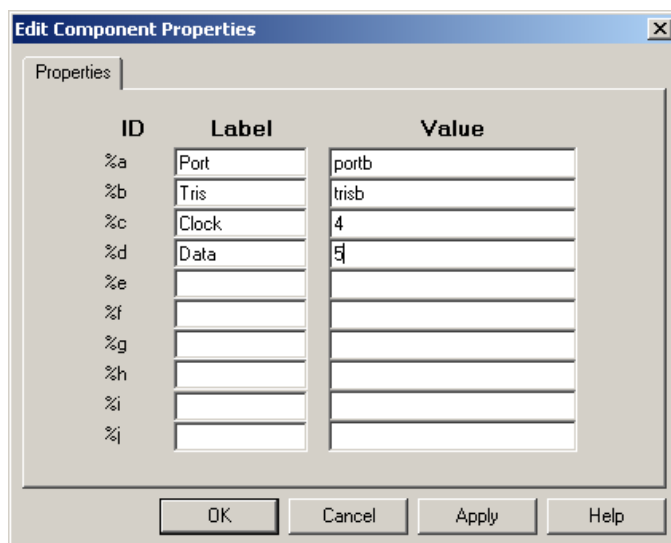 Edit Component Properties
Properties
ID Label Value
%a Port portb
%b Tris trisb
%c Clock 4
%d Data 5
%e
%f
%g
%h
%i
%j
OK Cancel Apply Help